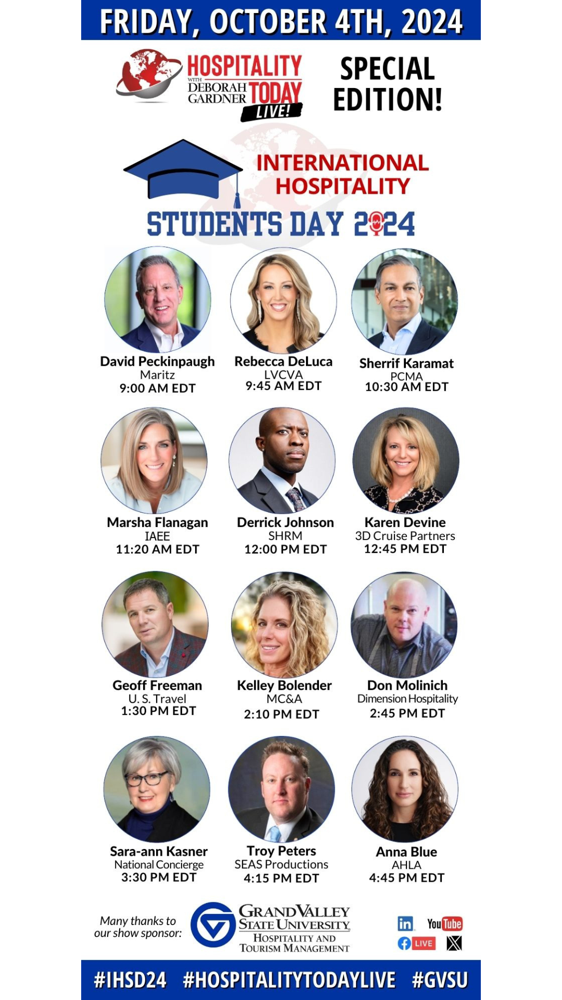 FRIDAY, OCTOBER 4TH, 2024
HOSPITALITY
WITH
DEBORAH
GARDNER
TODAY
LIVE!
SPECIAL
EDITION!
INTERNATIONAL
HOSPITALITY
STUDENTS DAY 2024
David Peckinpaugh
Maritz
9:00 AM EDT
Rebecca DeLuca
LVCVA
9:45 AM EDT
Sherrif Karamat
PCMA
10:30 AM EDT
Marsha Flanagan
IAEE
11:20 AM EDT
Derrick Johnson
SHRM
12:00 PM EDT
Karen Devine
3D Cruise Partners
12:45 PM EDT
Geoff Freeman
U. S. Travel
1:30 PM EDT
Kelley Bolender
MC&A
2:10 PM EDT
Don Molinich
Dimension Hospitality
2:45 PM EDT
Sara-ann Kasner
National Concierge
3:30 PM EDT
Troy Peters
SEAS Productions
4:15 PM EDT
Anna Blue
AHLA
4:45 PM EDT
Many thanks to
our show sponsor:
GRAND VALLEY
STATE UNIVERSITY
HOSPITALITY AND
TOURISM MANAGEMENT
in
YouTube
f LIVE
X
#IHSD24 #HOSPITALITYTODAYLIVE #GVSU